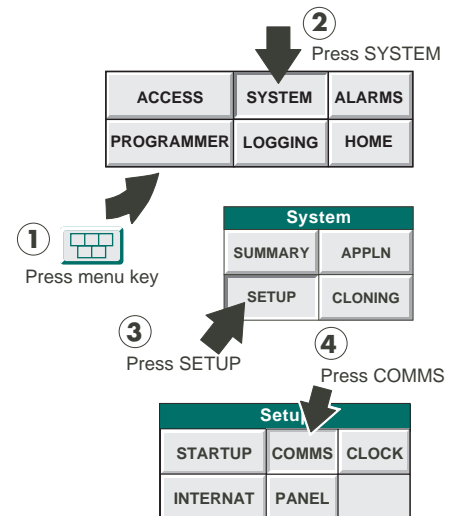 2
Press SYSTEM
ACCESS SYSTEM ALARMS
PROGRAMMER LOGGING HOME
1
Press menu key
System
SUMMARY APPLN
SETUP CLONING
3
Press SETUP
4
Press COMMS
Setup
STARTUP COMMS CLOCK
INTERNAT PANEL